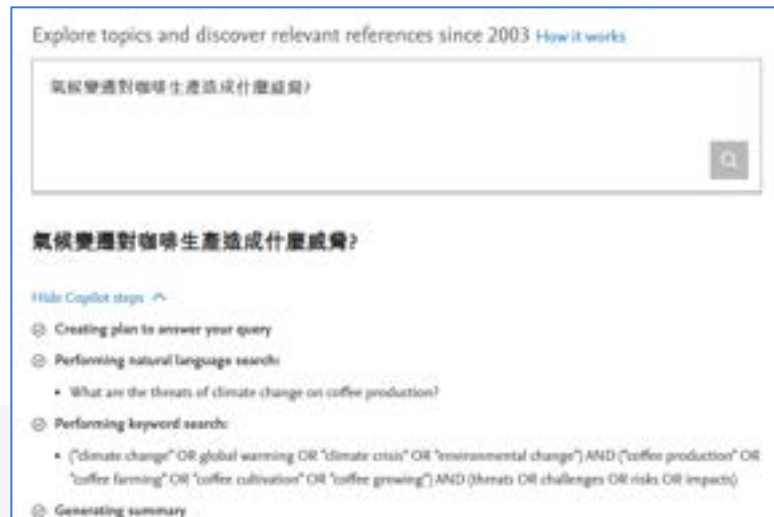 Explore topics and discover relevant references since 2003 How it works
氣候變遷對咖啡生產造成什麼威脅?
氣候變遷對咖啡生產造成什麼威脅?
Hide Copilot steps
Creating plan to answer your query
Performing natural language search:
• What are the threats of climate change on coffee production?
Performing keyword search:
• ("climate change" OR global warming OR "climate crisis" OR "environmental change") AND ("coffee production" OR
"coffee farming" OR "coffee cultivation" OR "coffee growing") AND (threats OR challenges OR risks OR impacts)
Generating summary